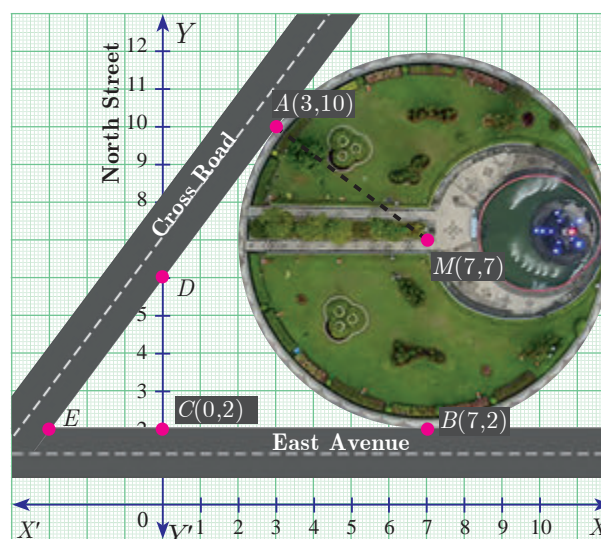 12
Y
North Street
11
A(3,10)
10
9
Cross Road
8
M(7,7)
D
5
4
3
E
C(0,2)
B(7,2)
2
East Avenue
X'
0
Y'
1 2 3 4 5 6 7 8 9 10
X